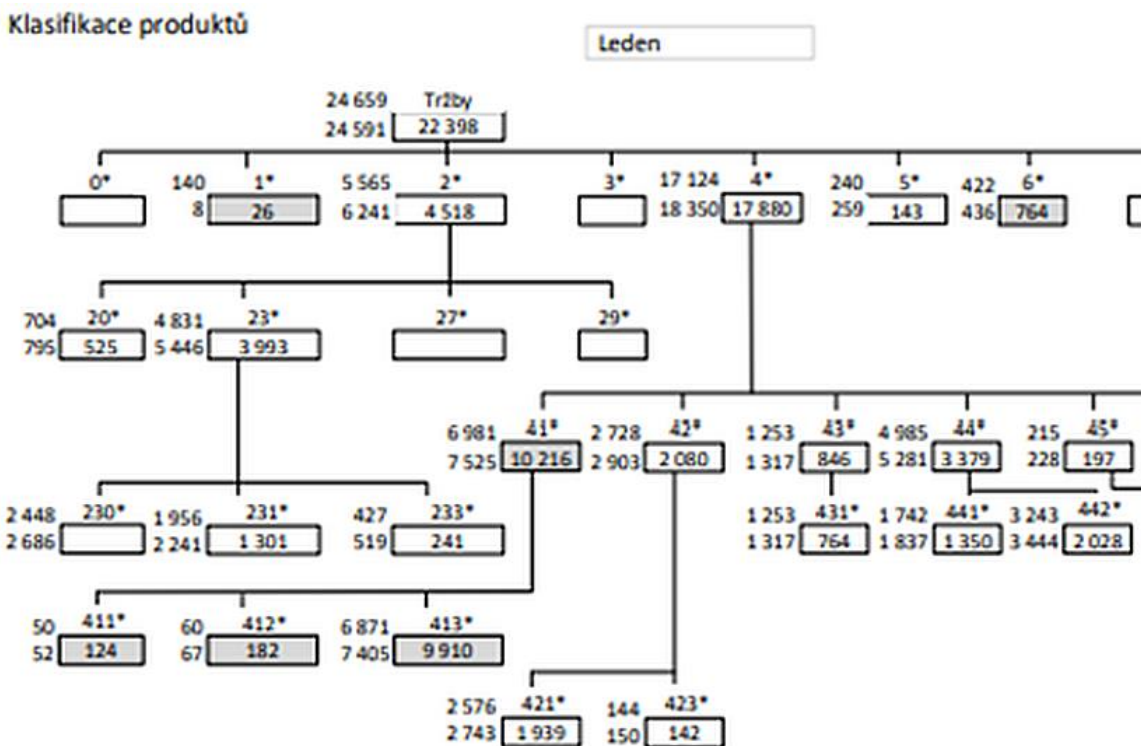 Klasifikace produktů
Leden
24 659 Tržby
24 591 22 398
0* 140 1* 5 565 2* 3* 17 124 4* 240 5* 422 6*
8 26 6 241 4 518 18 350 17 880 259 143 436 764
704 20* 4 831 23* 27* 29*
795 525 5 446 3 993
6 981 41* 2 728 42* 1 253 43* 4 985 44* 215 45*
7 525 10 216 2 903 2 080 1 317 846 5 281 3 379 228 197
2 448 230* 1 956 231* 427 233* 1 253 431* 1 742 441* 3 243 442*
2 686 2 241 1 301 519 241 1 317 764 1 837 1 350 3 444 2 028
50 411* 60 412* 6 871 413*
52 124 67 182 7 405 9 910
2 576 421* 144 423*
2 743 1 939 150 142